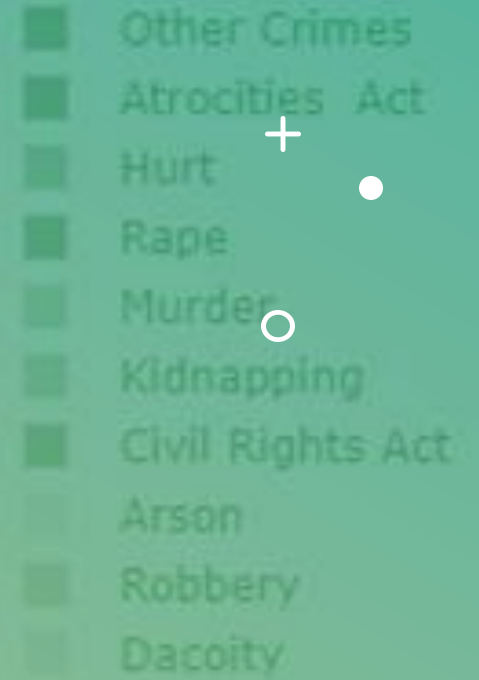 Other Crimes
Atrocities Act
Hurt
Rape
Murder
Kidnapping
Civil Rights Act
Arson
Robbery
Dacoity